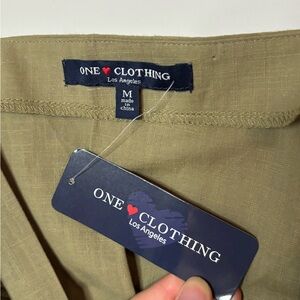 ONE ♥ CLOTHING
Los Angeles
M
made
in
china
ONE ♥ CLOTHING
Los Angeles